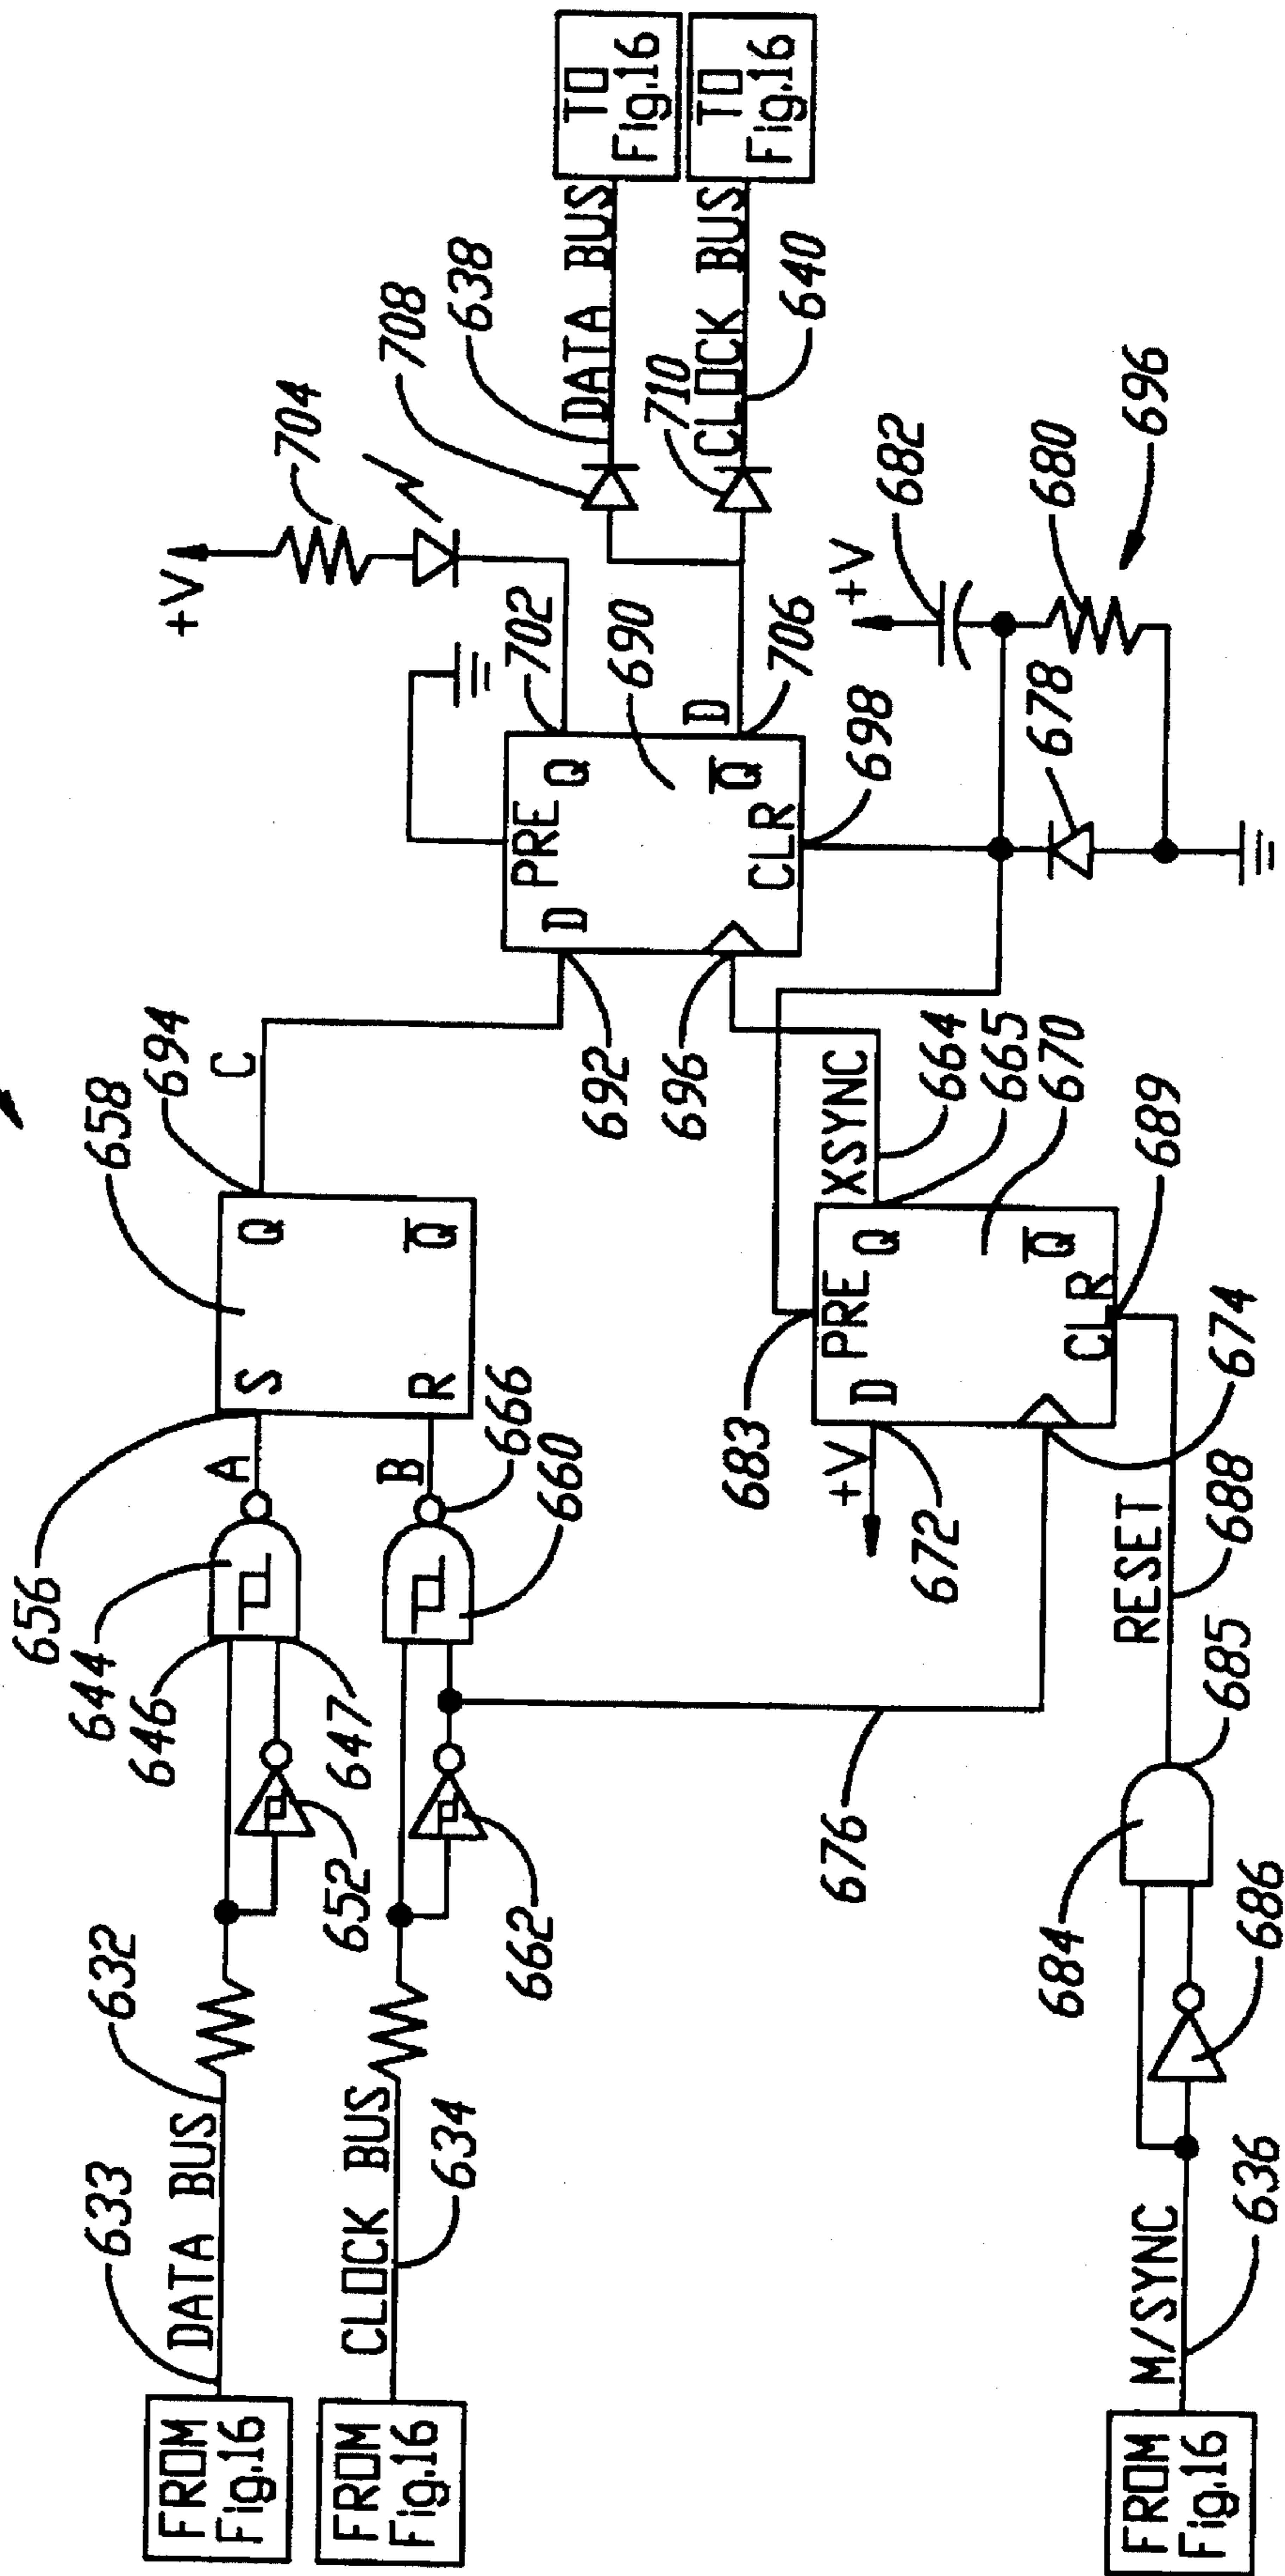 FROM
Fig.16
633
DATA BUS
632
646
644
656
A
S
Q
658
694
C
647
652
FROM
Fig.16
CLOCK BUS
634
662
B
R
Q̅
666
660
676
692
D
PRE
Q
702
690
696
CLR
Q̅
D
706
698
+V
704
708
638
DATA BUS
TO
Fig.16
710
CLOCK BUS
640
TO
Fig.16
+V
682
680
678
696
683
+V
672
D
PRE
Q
XSYNC
664
665
670
Q̅
CLR
689
674
FROM
Fig.16
M/SYNC
636
684
686
685
RESET
688